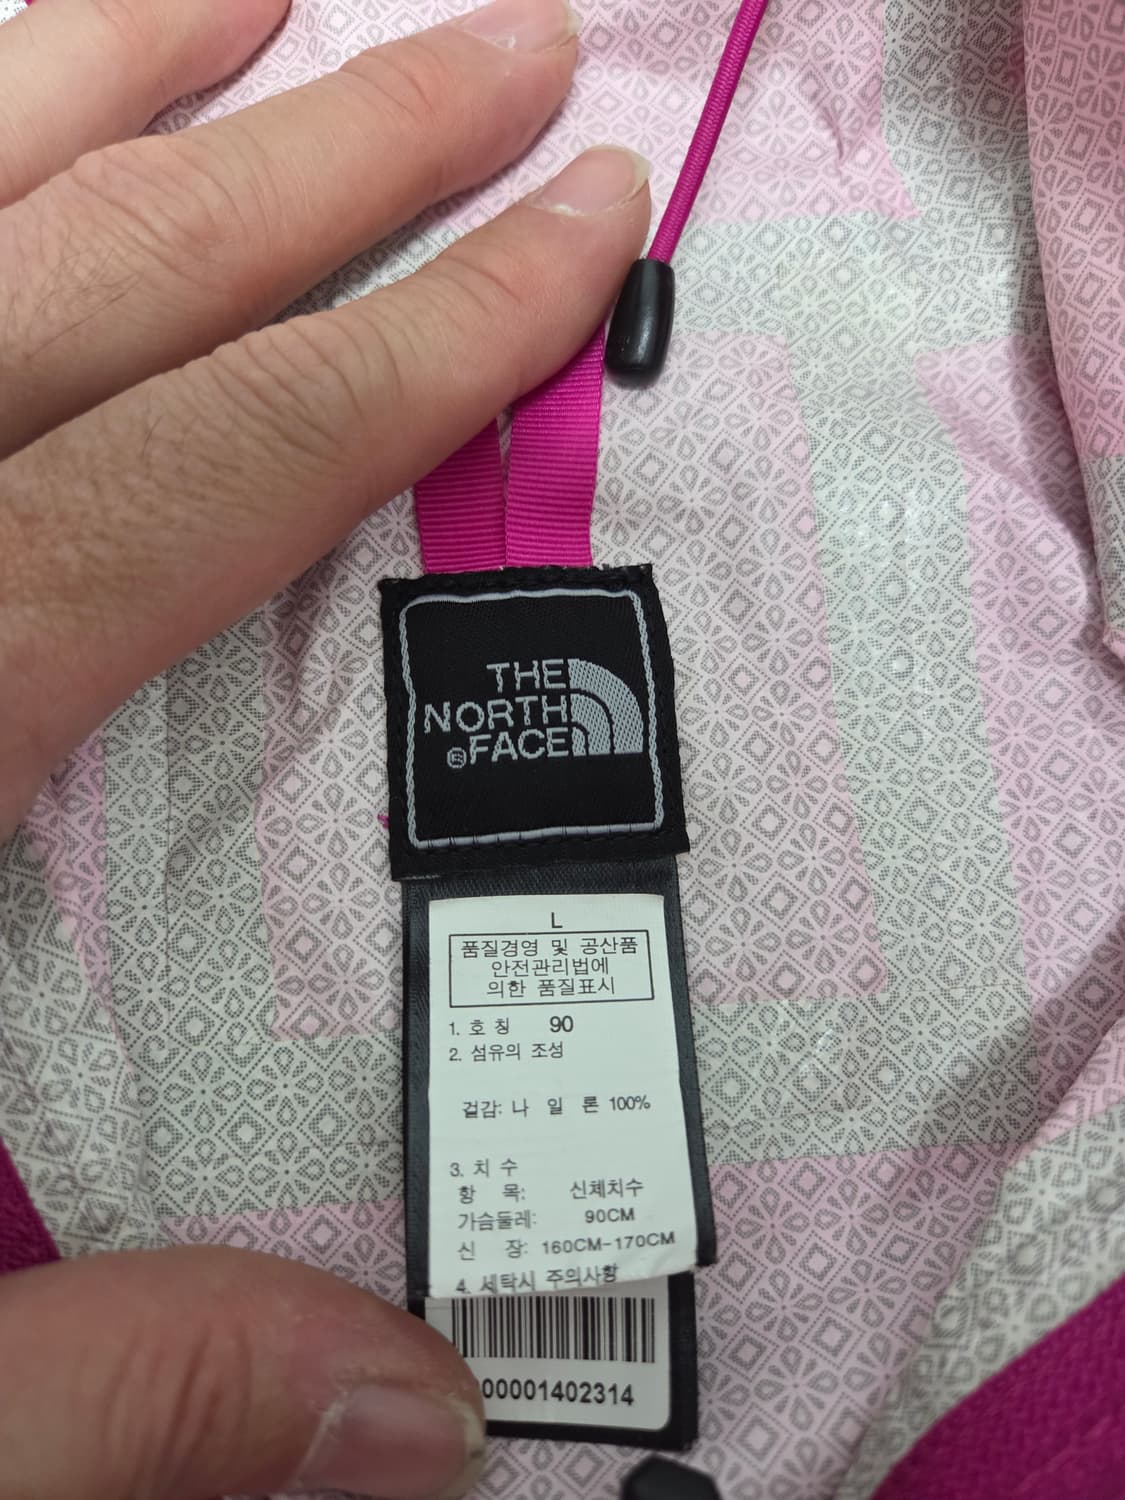 THE
NORTH
®FACE
L
품질경영 및 공산품
안전관리법에
의한 품질표시
1. 호 칭 90
2. 섬유의 조성
겉감: 나 일 론 100%
3. 치 수
항 목: 신체치수
가슴둘레: 90CM
신 장: 160CM-170CM
4. 세탁시 주의사항
00001402314